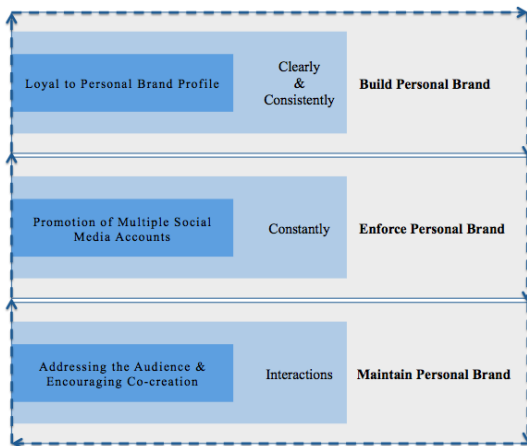 Loyal to Personal Brand Profile
Clearly
&
Consistently
Build Personal Brand
Promotion of Multiple Social
Media Accounts
Constantly
Enforce Personal Brand
Addressing the Audience &
Encouraging Co-creation
Interactions
Maintain Personal Brand